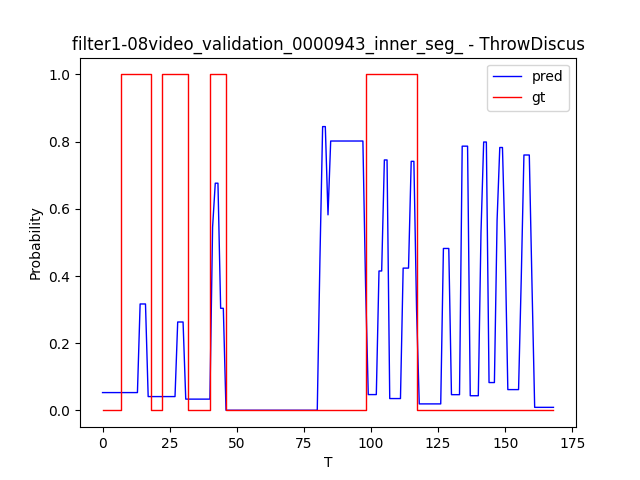 filter1-08video_validation_0000943_inner_seg_ - ThrowDiscus
pred
gt
1.0
0.8
0.6
0.4
0.2
0.0
Probability
0
25
50
75
100
125
150
175
T